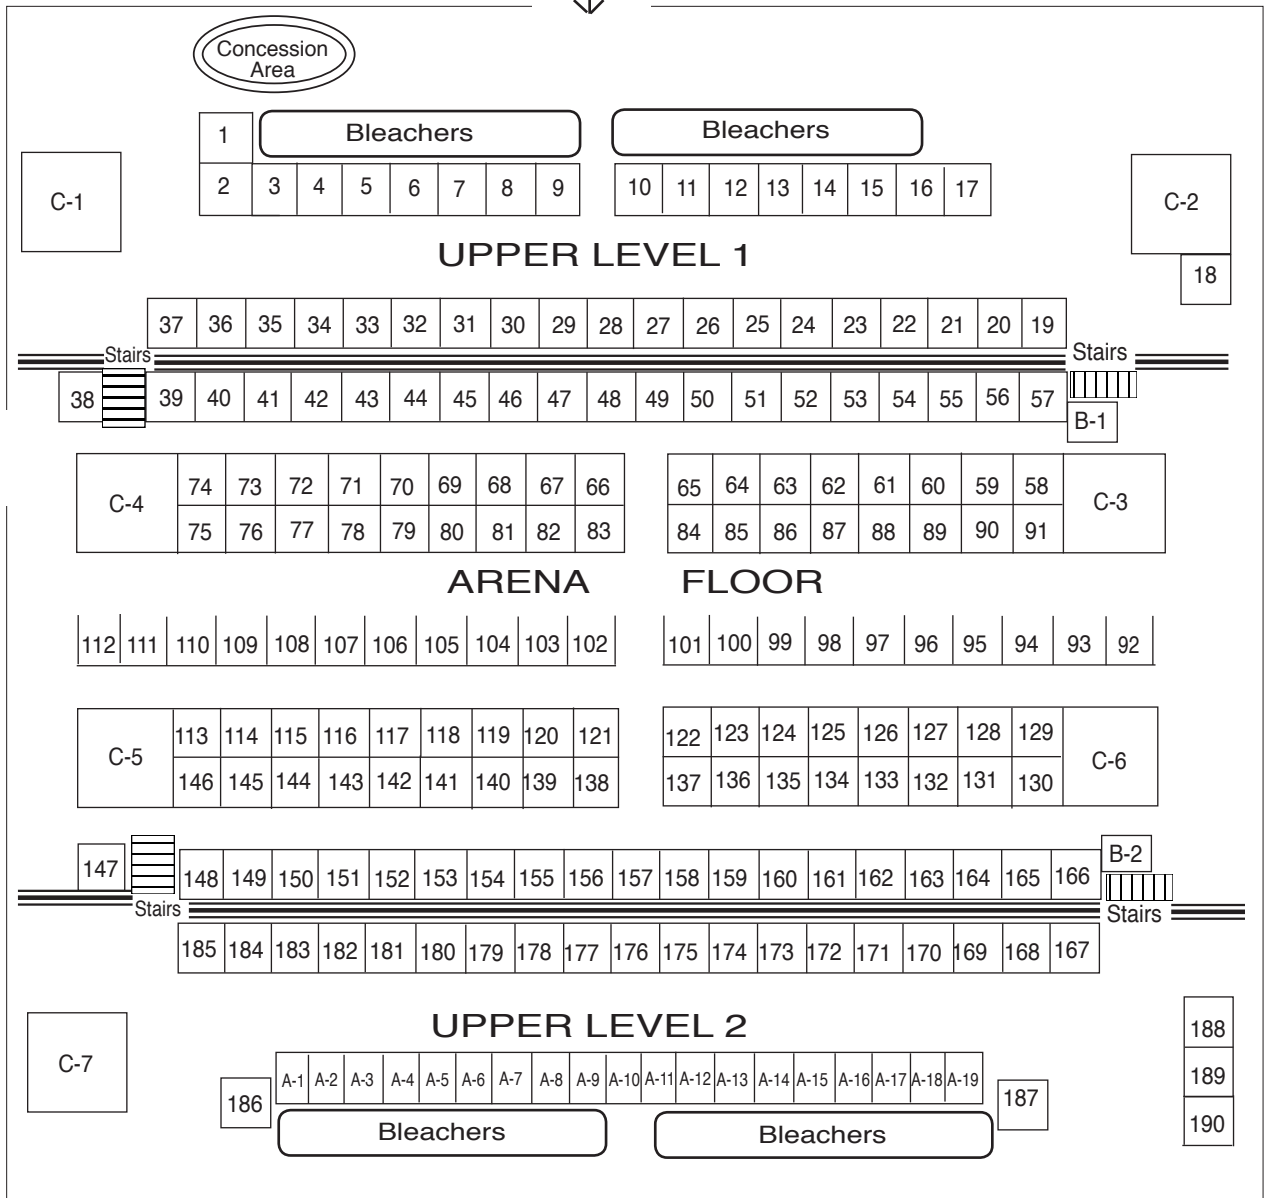 Concession
Area
1 Bleachers Bleachers
C-1 2 3 4 5 6 7 8 9 10 11 12 13 14 15 16 17 C-2
UPPER LEVEL 1
18
37 36 35 34 33 32 31 30 29 28 27 26 25 24 23 22 21 20 19
Stairs Stairs
38 39 40 41 42 43 44 45 46 47 48 49 50 51 52 53 54 55 56 57
B-1
C-4 74 73 72 71 70 69 68 67 66 65 64 63 62 61 60 59 58 C-3
75 76 77 78 79 80 81 82 83 84 85 86 87 88 89 90 91
ARENA FLOOR
112 111 110 109 108 107 106 105 104 103 102 101 100 99 98 97 96 95 94 93 92
C-5 113 114 115 116 117 118 119 120 121 122 123 124 125 126 127 128 129 C-6
146 145 144 143 142 141 140 139 138 137 136 135 134 133 132 131 130
B-2
147 148 149 150 151 152 153 154 155 156 157 158 159 160 161 162 163 164 165 166
Stairs Stairs
185 184 183 182 181 180 179 178 177 176 175 174 173 172 171 170 169 168 167
UPPER LEVEL 2
188
C-7 A-1 A-2 A-3 A-4 A-5 A-6 A-7 A-8 A-9 A-10 A-11 A-12 A-13 A-14 A-15 A-16 A-17 A-18 A-19 189
186 187
Bleachers Bleachers 190